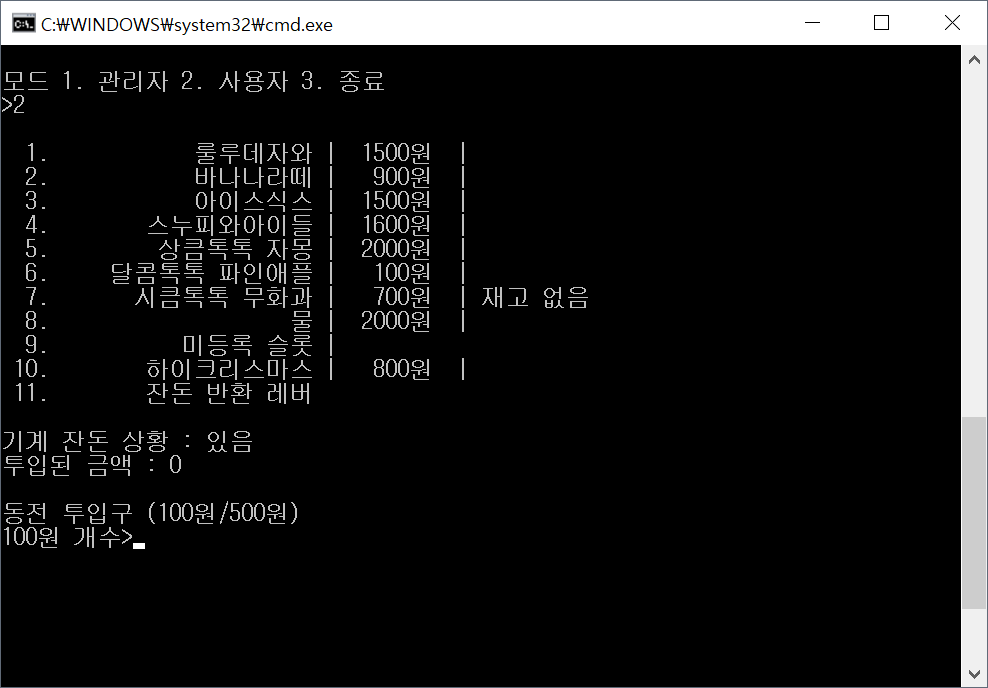 C:₩WINDOWS₩system32₩cmd.exe
모드 1. 관리자 2. 사용자 3. 종료
>2
1. 룰루데자와 | 1500원 |
2. 바나나라떼 | 900원 |
3. 아이스식스 | 1500원 |
4. 스누피와아이들 | 1600원 |
5. 상큼톡톡 자몽 | 2000원 |
6. 달콤톡톡 파인애플 | 100원 |
7. 시큼톡톡 무화과 | 700원 | 재고 없음
8. 물 | 2000원 |
9. 미등록 슬롯 |
10. 하이크리스마스 | 800원 |
11. 잔돈 반환 레버
기계 잔돈 상황 : 있음
투입된 금액 : 0
동전 투입구 (100원/500원)
100원 개수>